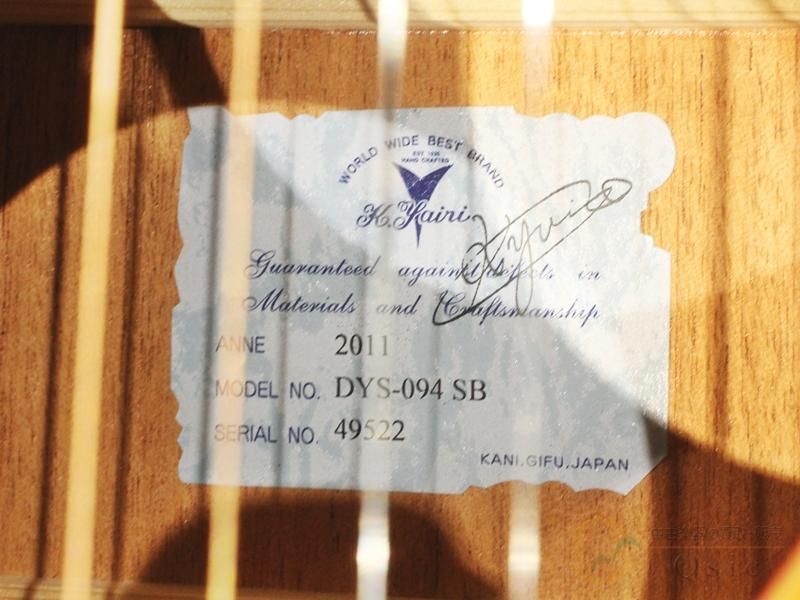 WORLD WIDE BEST BRAND
EST 1935
HAND CRAFTED
K.Yairi
Guaranteed against defects in
Materials and Craftsmanship
ANNE 2011
MODEL NO. DYS-094 SB
SERIAL NO. 49522
KANI.GIFU.JAPAN
Qsic